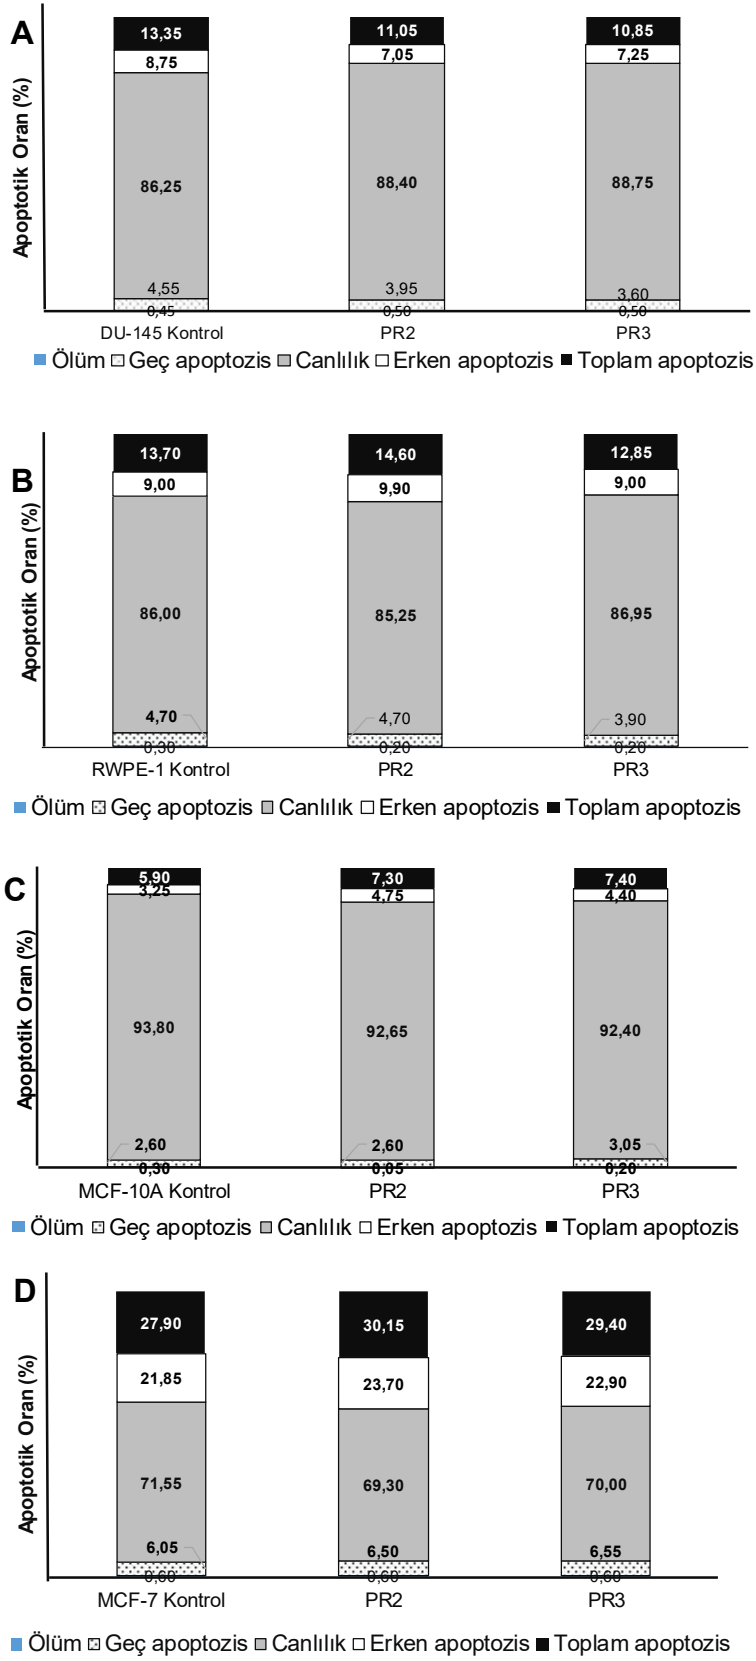 A
Apoptotik Oran (%)
13,35 11,05 10,85
8,75 7,05 7,25
86,25 88,40 88,75
4,55 3,95 3,60
0,45 0,50 0,50
DU-145 Kontrol PR2 PR3
Ölüm Geç apoptozis Canlılık Erken apoptozis Toplam apoptozis
B
Apoptotik Oran (%)
13,70 14,60 12,85
9,00 9,90 9,00
86,00 85,25 86,95
4,70 4,70 3,90
0,30 0,20 0,20
RWPE-1 Kontrol PR2 PR3
Ölüm Geç apoptozis Canlılık Erken apoptozis Toplam apoptozis
C
Apoptotik Oran (%)
5,90 7,30 7,40
3,25 4,75 4,40
93,80 92,65 92,40
2,60 2,60 3,05
0,30 0,05 0,20
MCF-10A Kontrol PR2 PR3
Ölüm Geç apoptozis Canlılık Erken apoptozis Toplam apoptozis
D
Apoptotik Oran (%)
27,90 30,15 29,40
21,85 23,70 22,90
71,55 69,30 70,00
6,05 6,50 6,55
0,60 0,60 0,60
MCF-7 Kontrol PR2 PR3
Ölüm Geç apoptozis Canlılık Erken apoptozis Toplam apoptozis